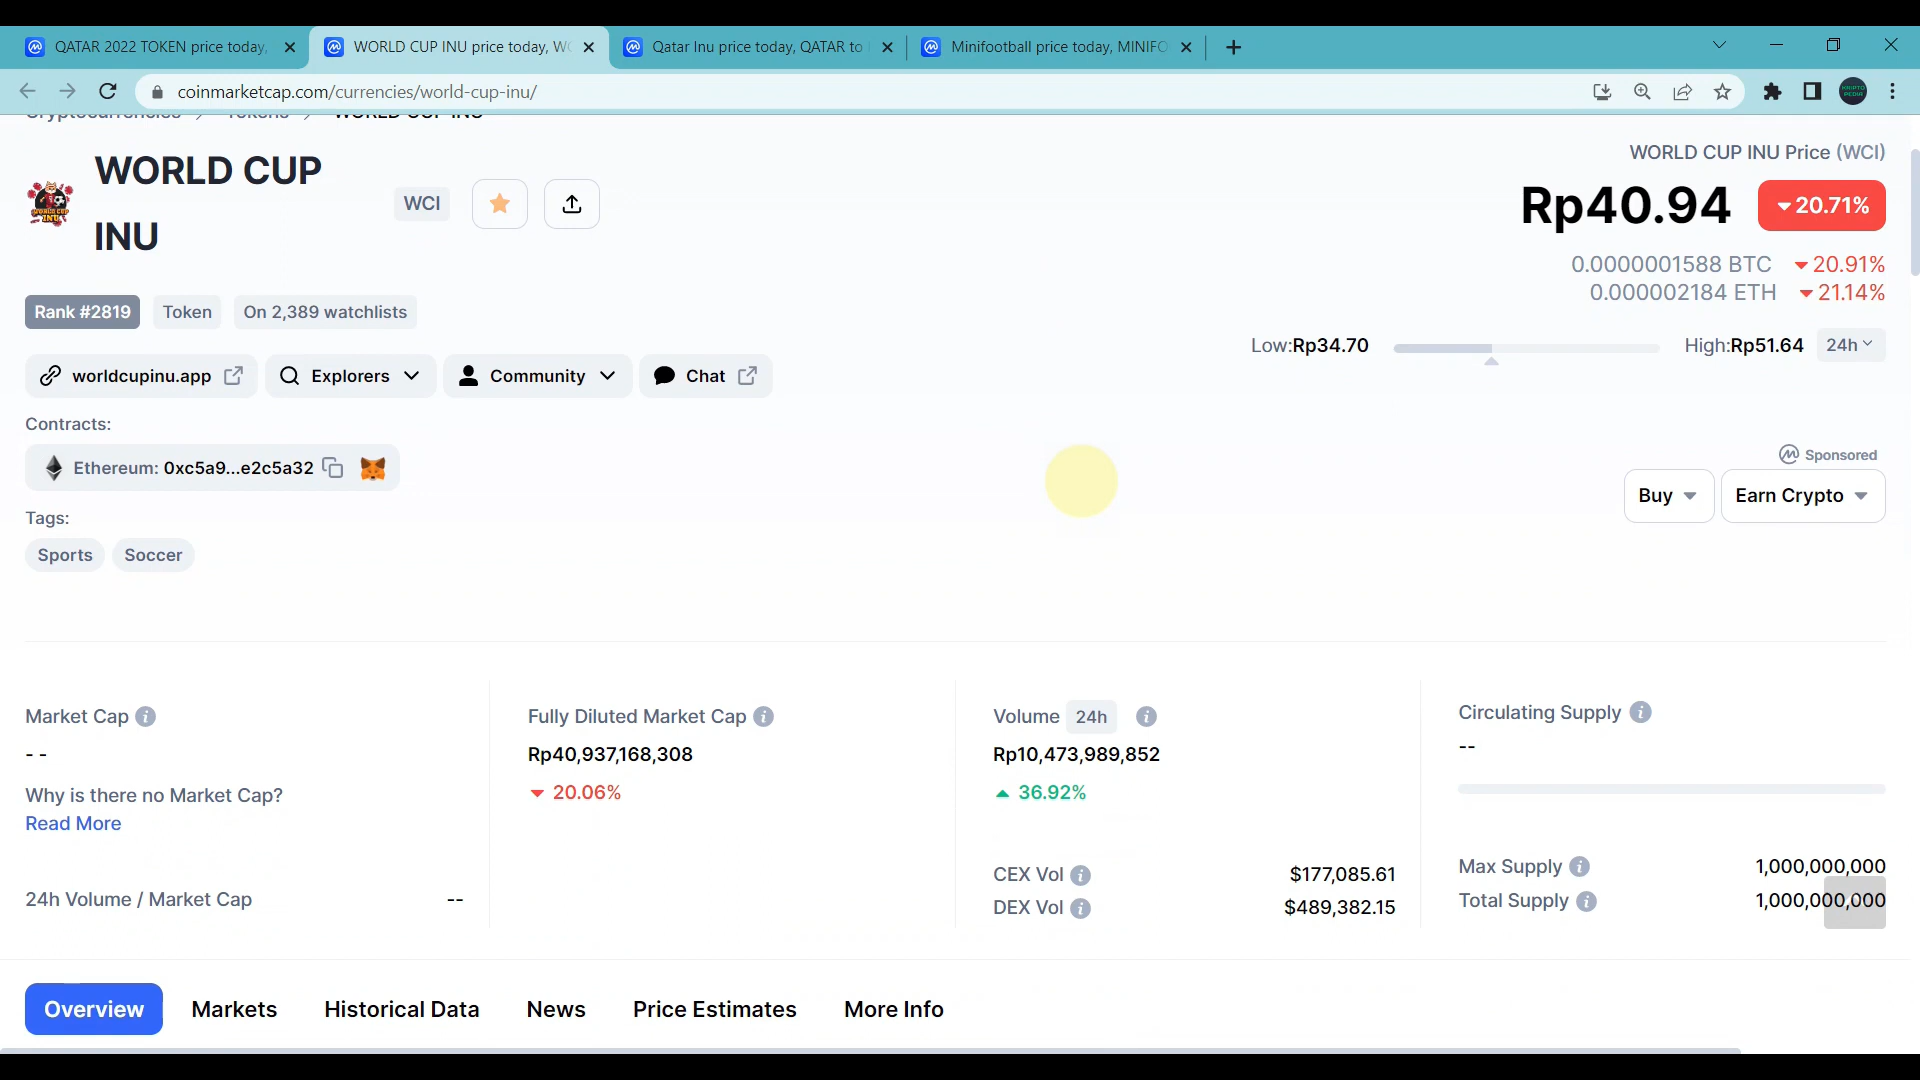 QATAR 2022 TOKEN price today,
WORLD CUP INU price today, WC
Qatar Inu price today, QATAR to
Minifootball price today, MINIFO
coinmarketcap.com/currencies/world-cup-inu/
Cryptocurrencies Tokens WORLD CUP INU
WORLD CUP
INU
WCI
WORLD CUP INU Price (WCI)
Rp40.94
20.71%
0.0000001588 BTC 20.91%
0.000002184 ETH 21.14%
Low:Rp34.70 High:Rp51.64 24h
Rank #2819 Token On 2,389 watchlists
worldcupinu.app Explorers Community Chat
Contracts:
Ethereum: 0xc5a9...e2c5a32
Sponsored
Buy Earn Crypto
Tags:
Sports Soccer
Market Cap
- -
Why is there no Market Cap?
Read More
24h Volume / Market Cap --
Fully Diluted Market Cap
Rp40,937,168,308
20.06%
Volume 24h
Rp10,473,989,852
36.92%
CEX Vol $177,085.61
DEX Vol $489,382.15
Circulating Supply
--
Max Supply 1,000,000,000
Total Supply 1,000,000,000
Overview Markets Historical Data News Price Estimates More Info